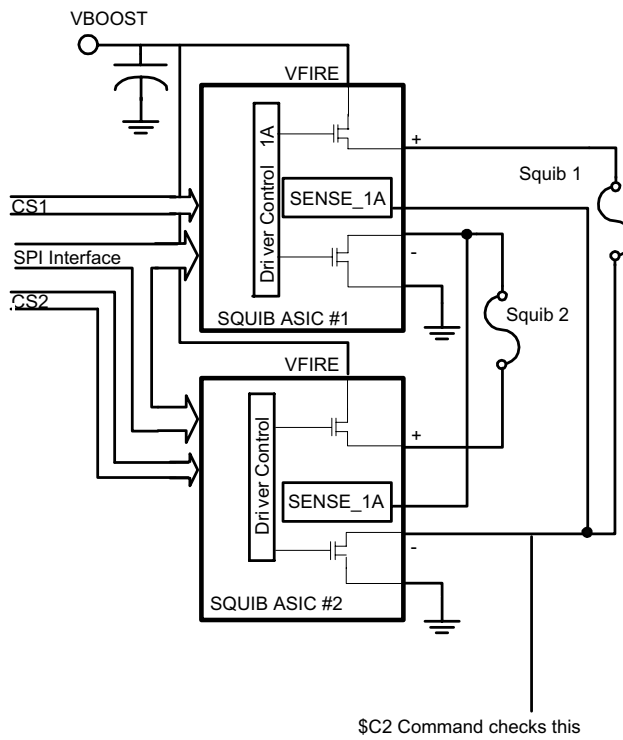 VBOOST
VFIRE
Driver Control 1A
+
SENSE_1A
-
Squib 1
CS1
SPI Interface
CS2
Squib 2
SQUIB ASIC #1
VFIRE
Driver Control
+
SENSE_1A
-
SQUIB ASIC #2
$C2 Command checks this